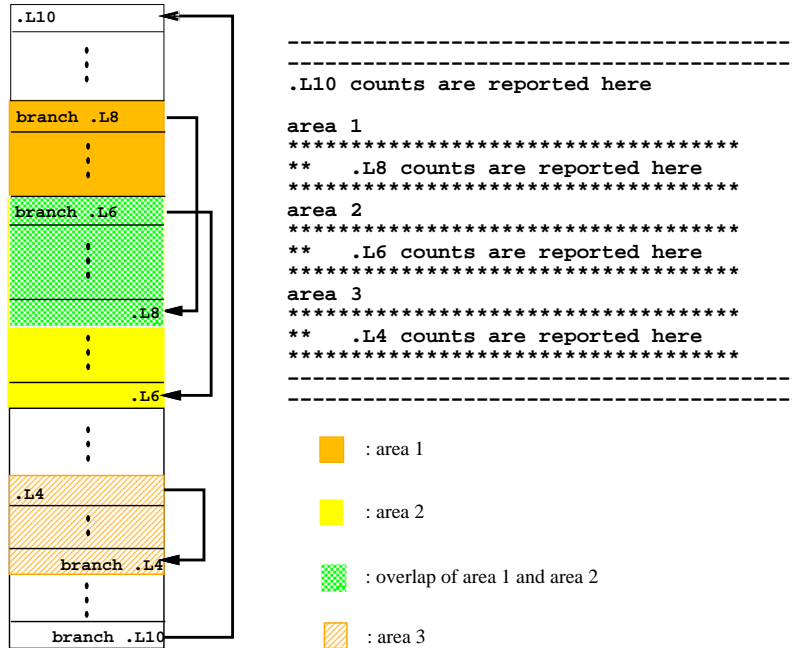 .L10
branch .L8
branch .L6
.L8
.L6
.L4
branch .L4
branch .L10
----------------------------------------
----------------------------------------
.L10 counts are reported here
area 1
************************************
** .L8 counts are reported here
************************************
area 2
************************************
** .L6 counts are reported here
************************************
area 3
************************************
** .L4 counts are reported here
************************************
----------------------------------------
----------------------------------------
: area 1
: area 2
: overlap of area 1 and area 2
: area 3